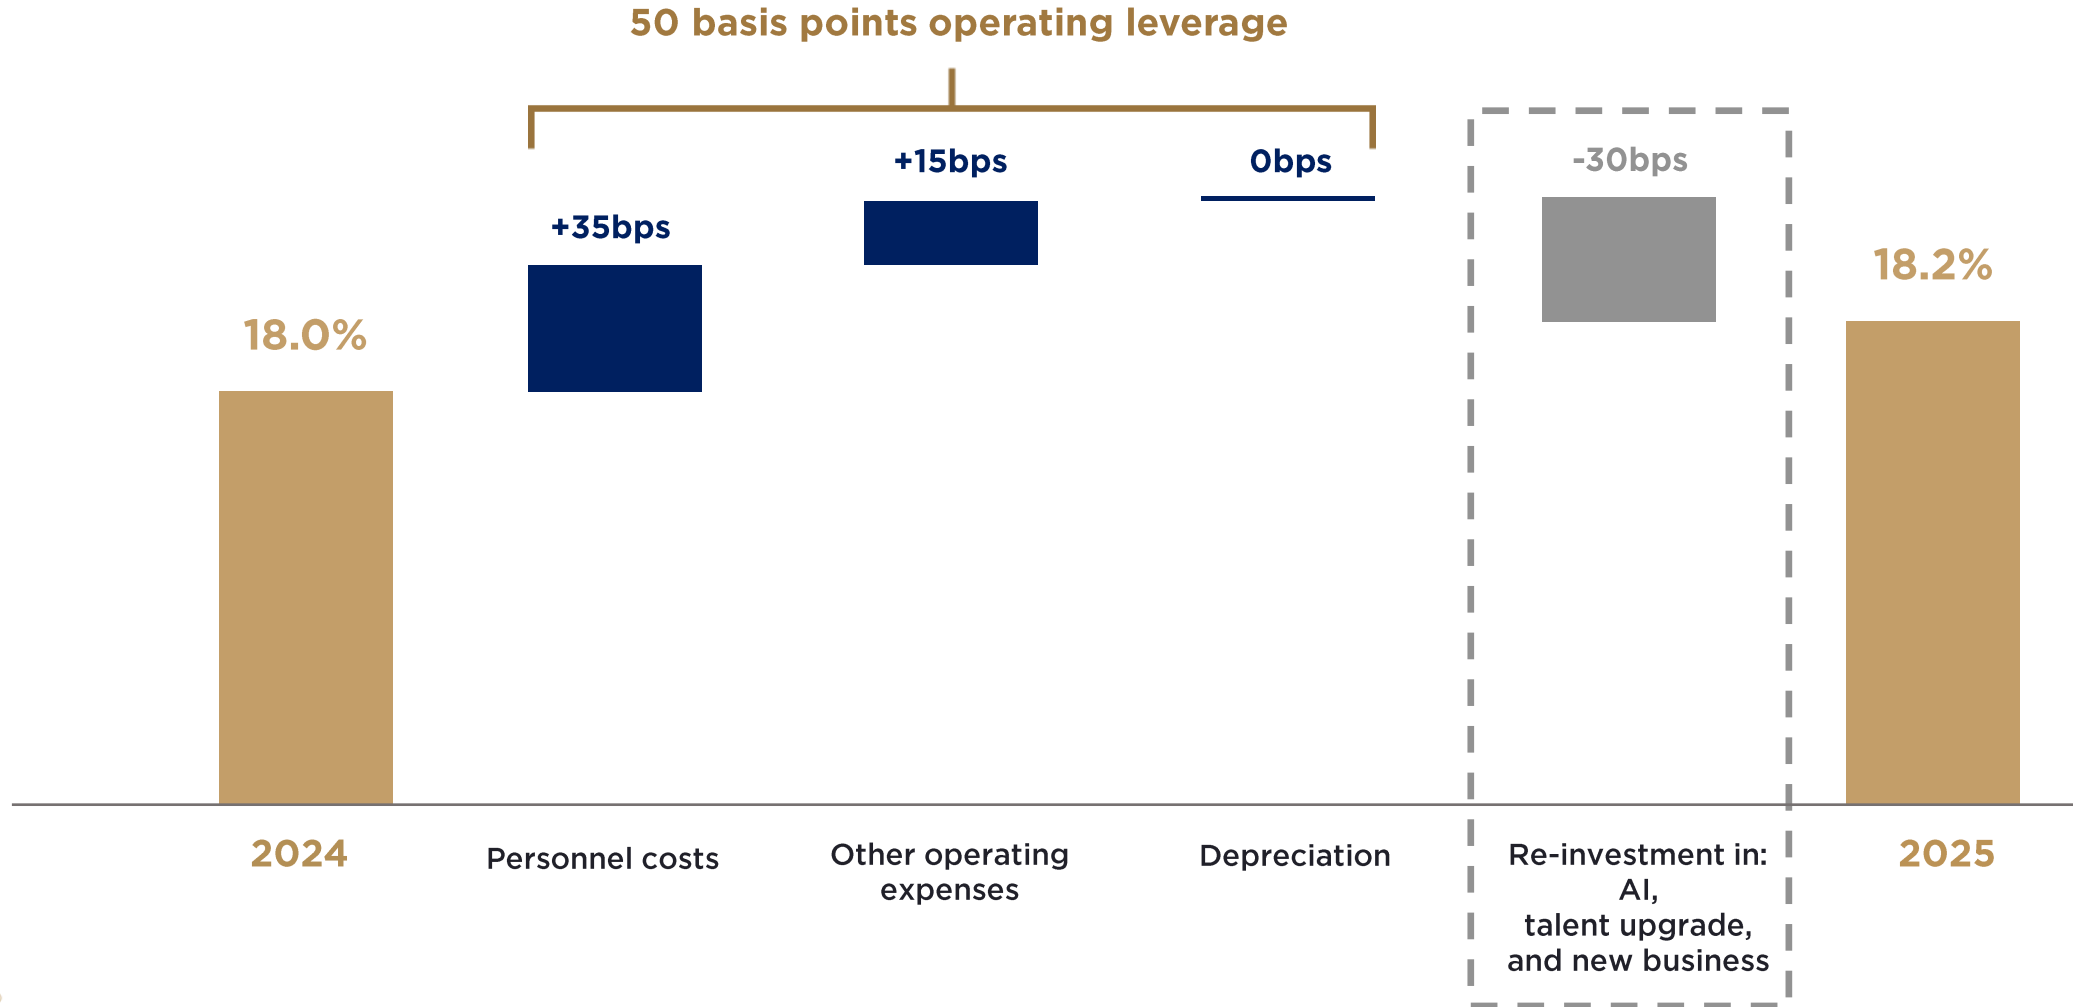 50 basis points operating leverage
+35bps
+15bps
0bps
-30bps
18.0%
18.2%
2024
Personnel costs
Other operating
expenses
Depreciation
Re-investment in:
AI,
talent upgrade,
and new business
2025